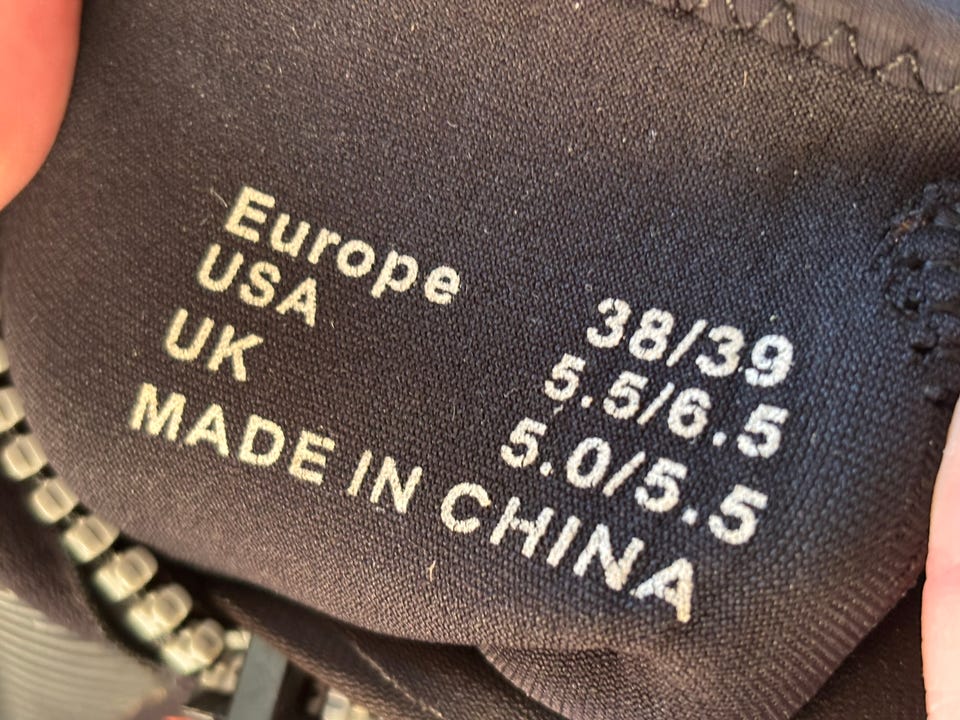 Europe 38/39
USA 5.5/6.5
UK 5.0/5.5
MADE IN CHINA